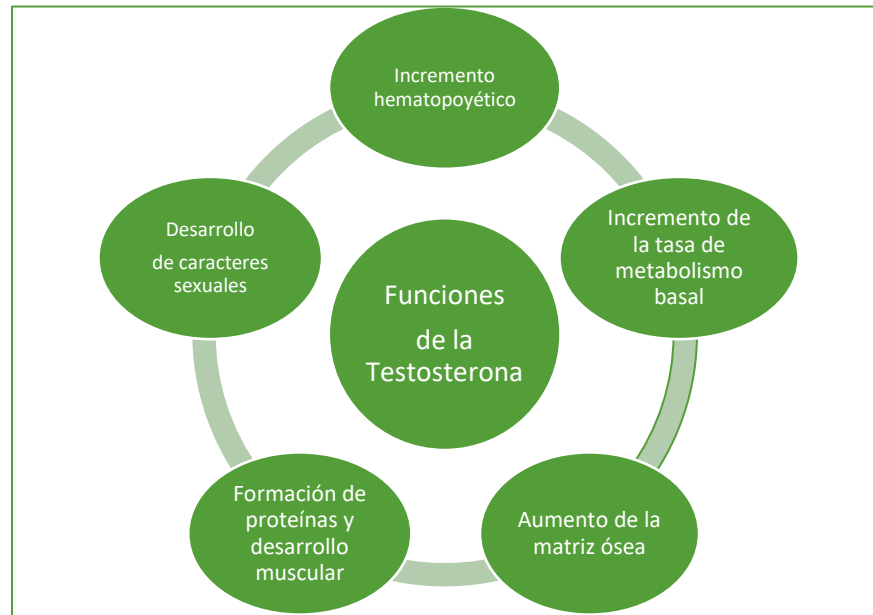 Incremento
hematopoyético
Incremento de
la tasa de
metabolismo
basal
Aumento de la
matriz ósea
Formación de
proteínas y
desarrollo
muscular
Desarrollo
de caracteres
sexuales
Funciones
de la
Testosterona